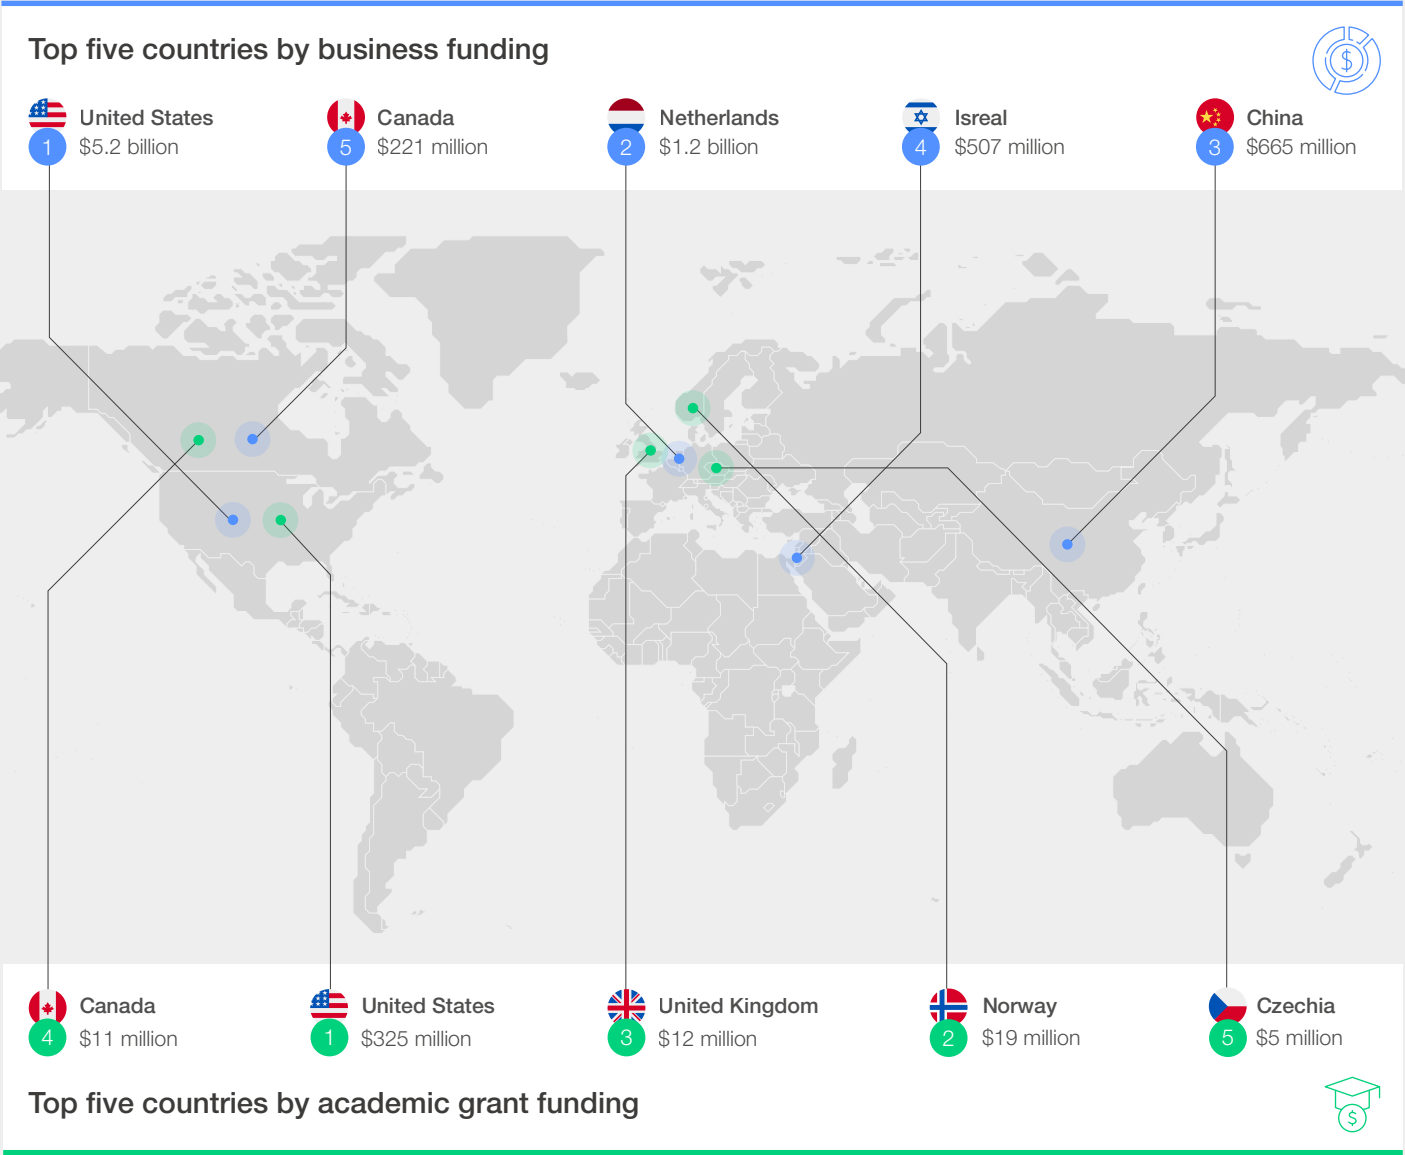 Top five countries by business funding
$
United States
1 $5.2 billion
Canada
5 $221 million
Netherlands
2 $1.2 billion
Isreal
4 $507 million
China
3 $665 million
Canada
4 $11 million
United States
1 $325 million
United Kingdom
3 $12 million
Norway
2 $19 million
Czechia
5 $5 million
Top five countries by academic grant funding
$